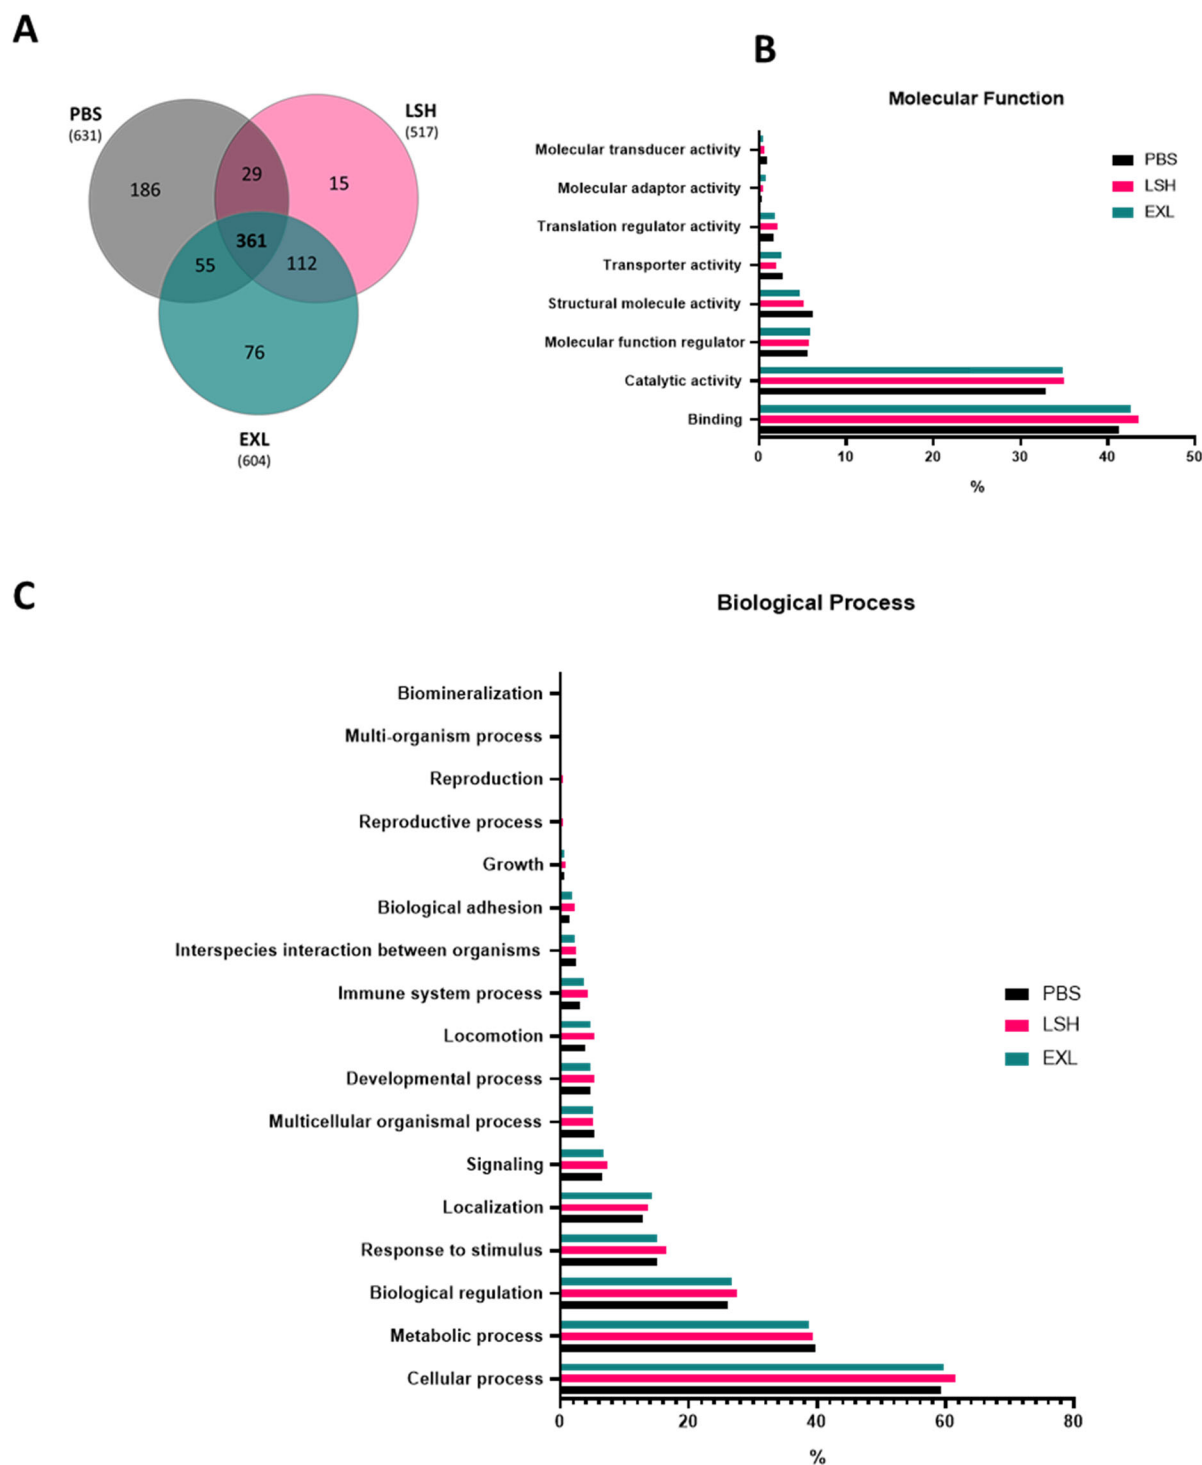 A
PBS
(631)
LSH
(517)
186
29
15
361
55
112
76
EXL
(604)
B
Molecular Function
Molecular transducer activity
Molecular adaptor activity
Translation regulator activity
Transporter activity
Structural molecule activity
Molecular function regulator
Catalytic activity
Binding
PBS
LSH
EXL
0 10 20 30 40 50
%
C
Biological Process
Biomineralization
Multi-organism process
Reproduction
Reproductive process
Growth
Biological adhesion
Interspecies interaction between organisms
Immune system process
Locomotion
Developmental process
Multicellular organismal process
Signaling
Localization
Response to stimulus
Biological regulation
Metabolic process
Cellular process
PBS
LSH
EXL
0 20 40 60 80
%